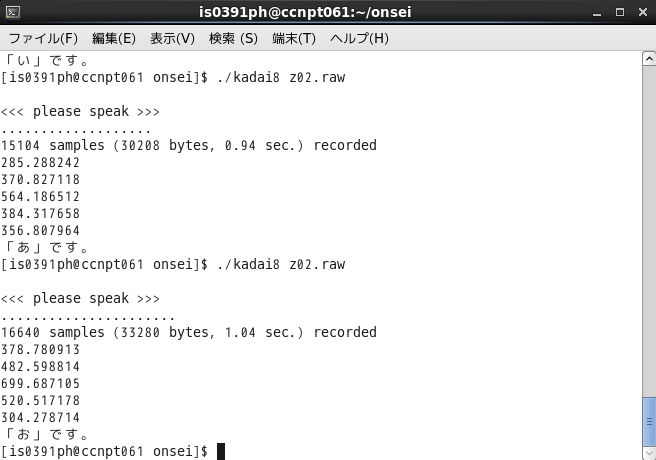 is0391ph@ccnpt061:~/onsei
ファイル(F) 編集(E) 表示(V) 検索 (S) 端末(T) ヘルプ(H)
「い」です。
[is0391ph@ccnpt061 onsei]$ ./kadai8 z02.raw
<<< please speak >>>
...................
15104 samples (30208 bytes, 0.94 sec.) recorded
285.288242
370.827118
564.186512
384.317658
356.807964
「あ」です。
[is0391ph@ccnpt061 onsei]$ ./kadai8 z02.raw
<<< please speak >>>
......................
16640 samples (33280 bytes, 1.04 sec.) recorded
378.780913
482.598814
699.687105
520.517178
304.278714
「お」です。
[is0391ph@ccnpt061 onsei]$